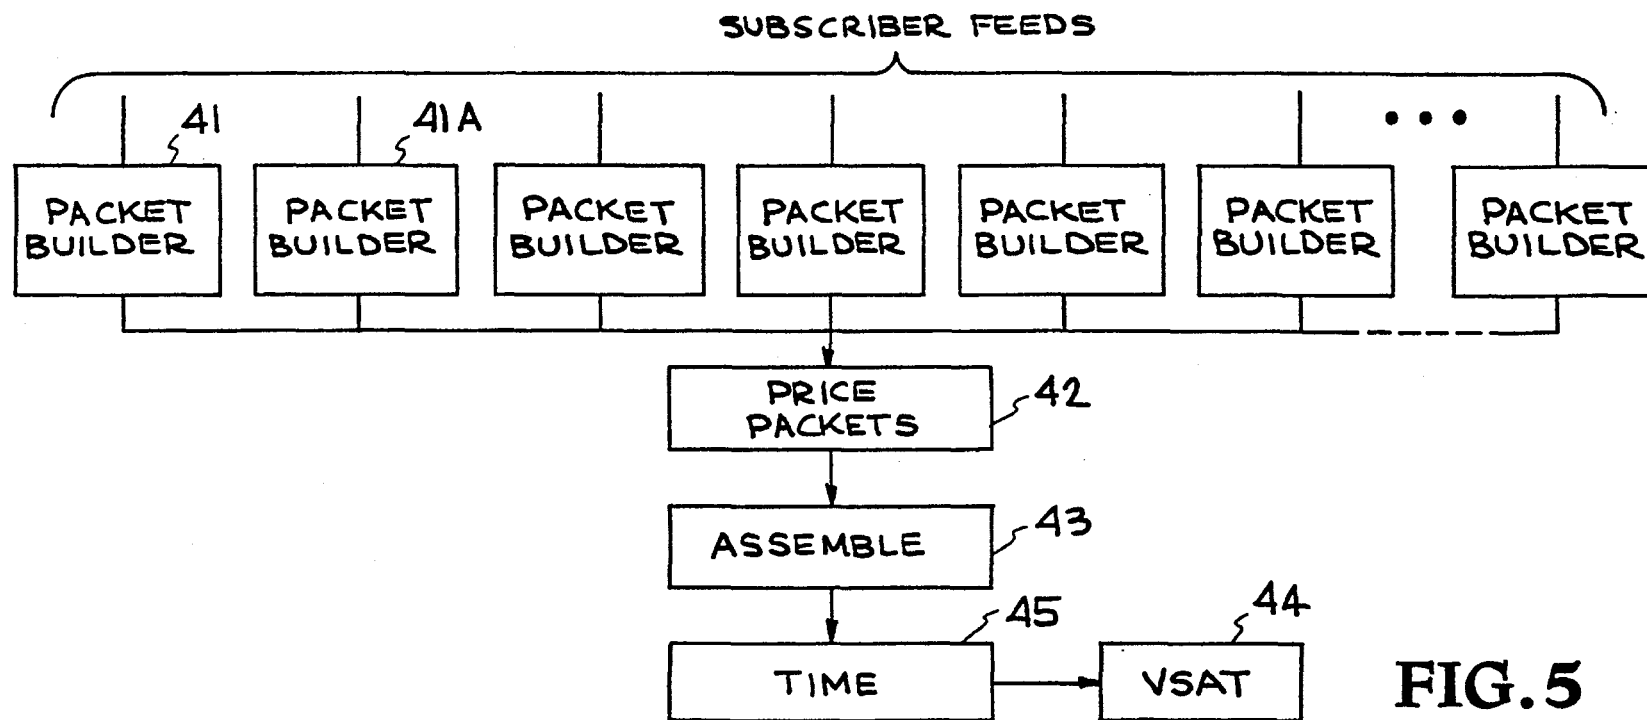 SUBSCRIBER FEEDS
41
41A
PACKET BUILDER
PACKET BUILDER
PACKET BUILDER
PACKET BUILDER
PACKET BUILDER
PACKET BUILDER
PACKET BUILDER
PRICE
PACKETS
42
ASSEMBLE
43
TIME
45
VSAT
44
FIG.5